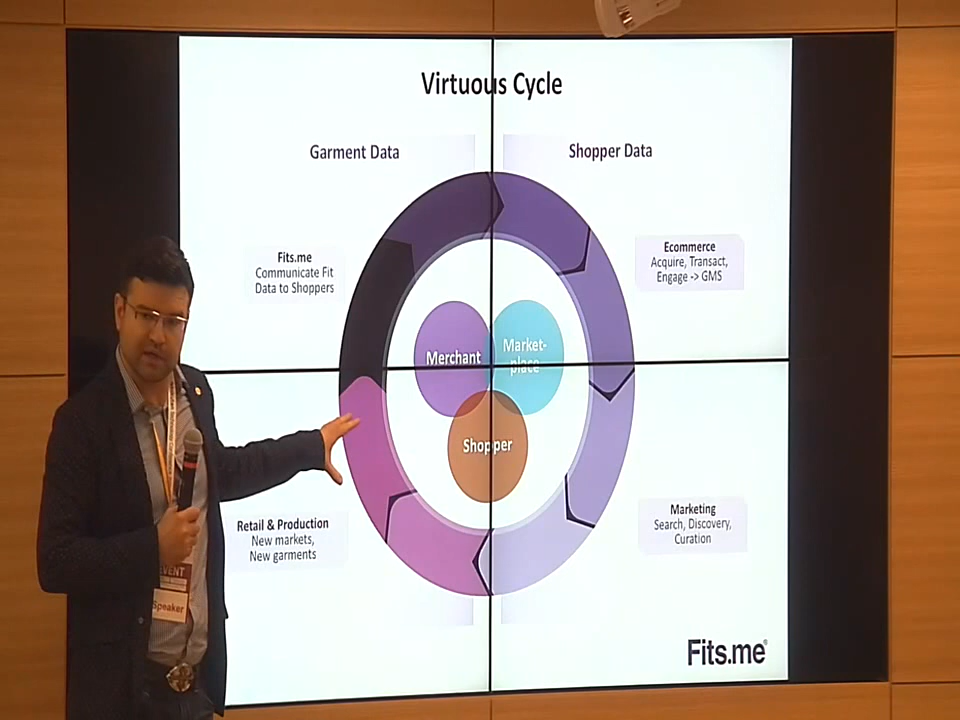 Virtuous Cycle
Garment Data
Shopper Data
Fits.me
Communicate Fit
Data to Shoppers
Ecommerce
Acquire, Transact,
Engage -> GMS
Merchant
Market-
place
Shopper
Retail & Production
New markets,
New garments
Marketing
Search, Discovery,
Curation
EVENT
Speaker
Fits.me®